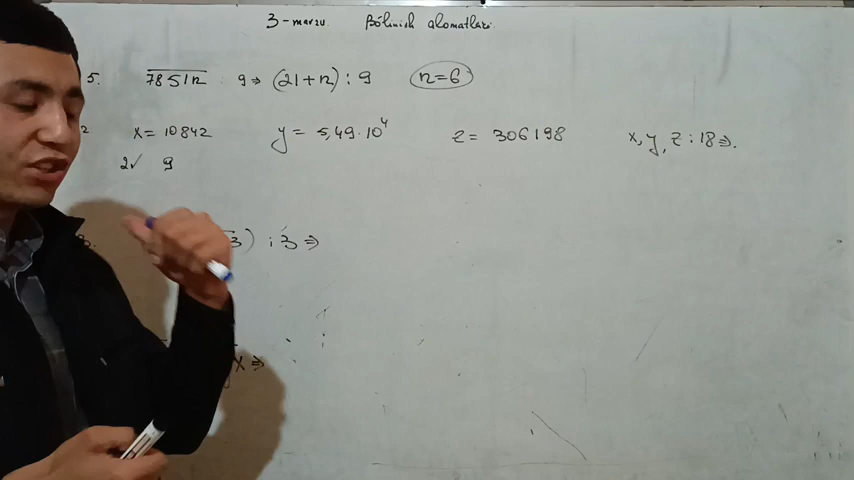 3-mavzu. Bo'linish alomatlari.
5. 7851n : 9 ⇒ (21+n) : 9 n=6
2 x = 10842 y = 5,49·10⁴ z = 306198 x, y, z : 18 ⇒.
2✓ 9
3) : 3 ⇒
x ⇒